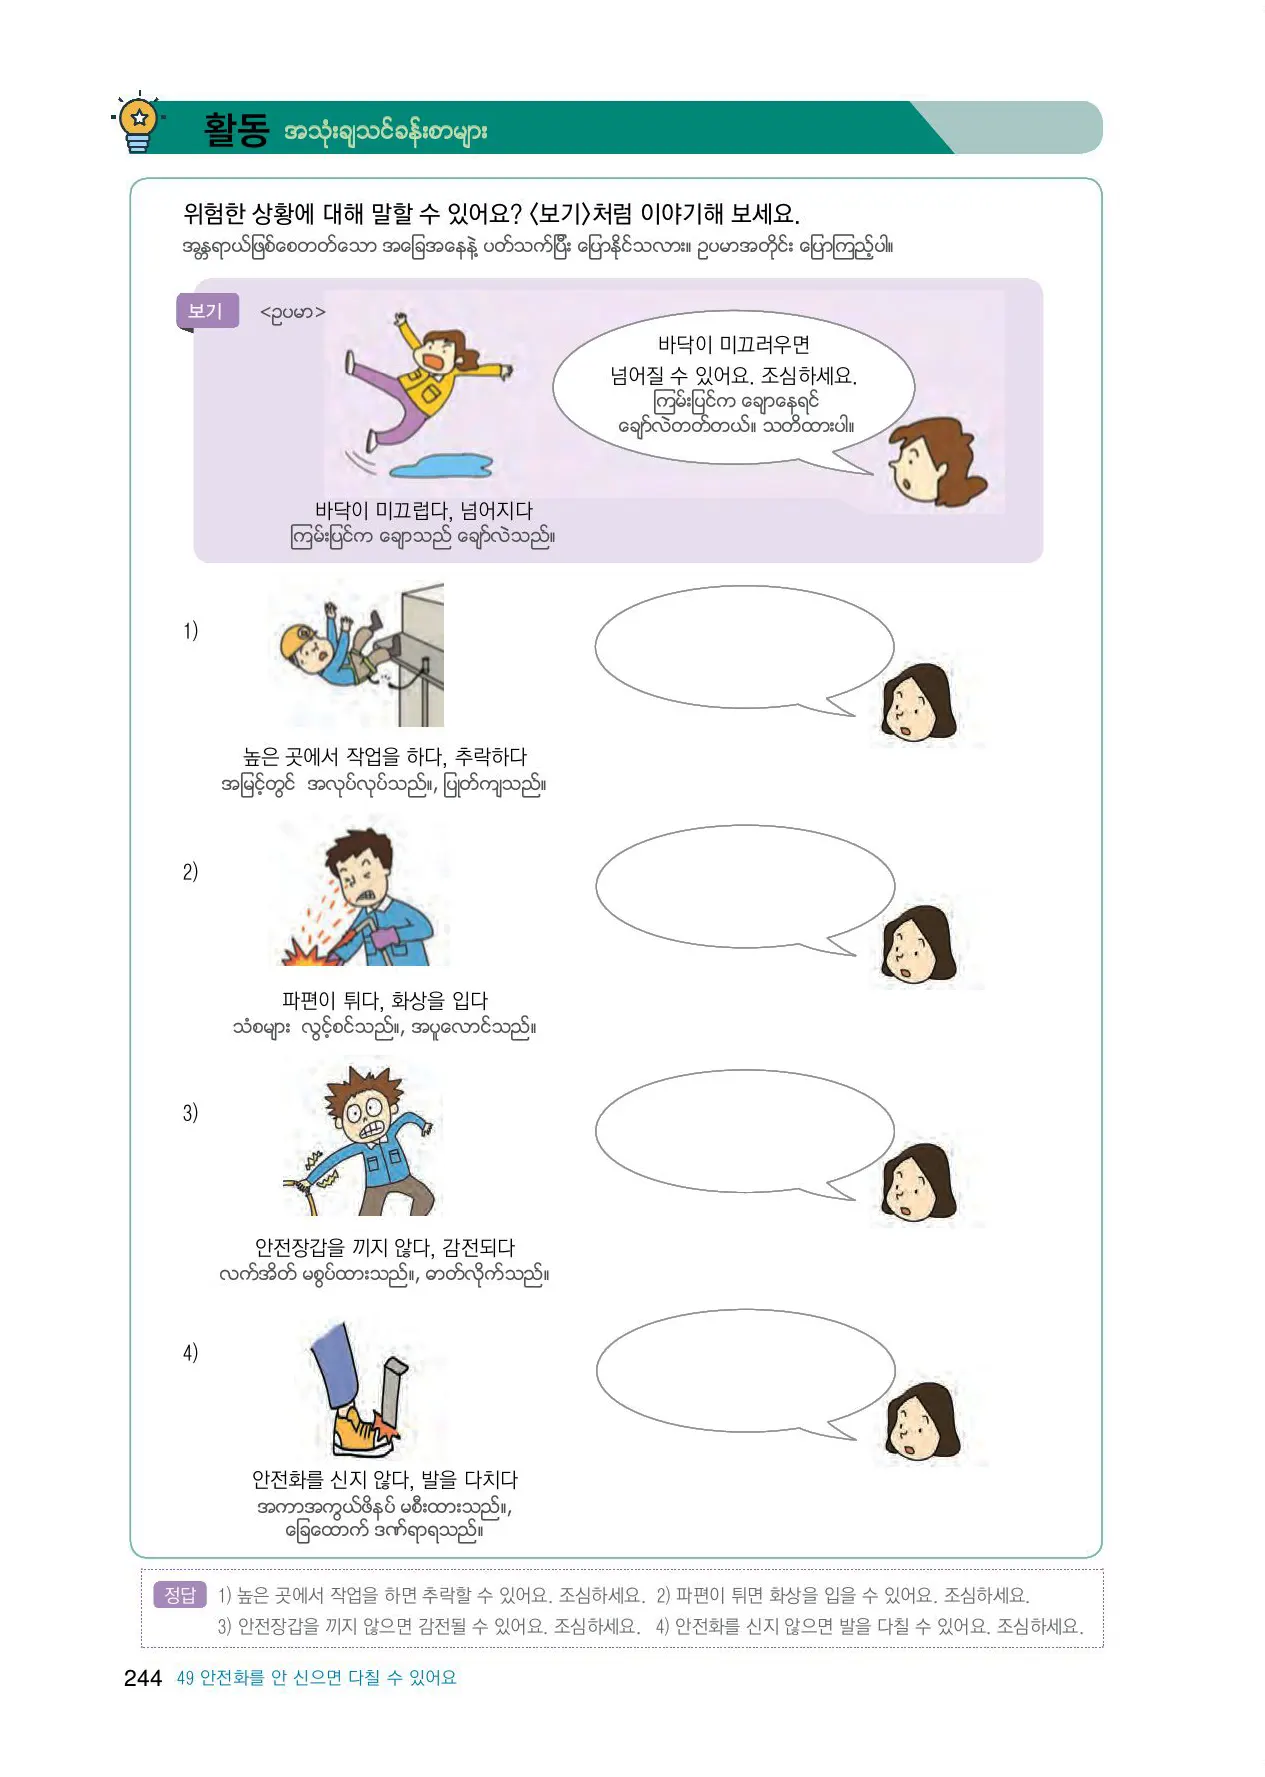 활동 အသုံးချသင်ခန်းစာများ
위험한 상황에 대해 말할 수 있어요? <보기>처럼 이야기해 보세요.
အန္တရာယ်ဖြစ်စေတတ်သော အခြေအနေနဲ့ ပတ်သက်ပြီး ပြောနိုင်သလား။ ဥပမာအတိုင်း ပြောကြည့်ပါ။
보기 <ဥပမာ>
바닥이 미끄러우면
넘어질 수 있어요. 조심하세요.
ကြမ်းပြင်က ချောနေရင်
ချော်လဲတတ်တယ်။ သတိထားပါ။
바닥이 미끄럽다, 넘어지다
ကြမ်းပြင်က ချောသည် ချော်လဲသည်။
1)
높은 곳에서 작업을 하다, 추락하다
အမြင့်တွင် အလုပ်လုပ်သည်။, ပြုတ်ကျသည်။
2)
파편이 튀다, 화상을 입다
သံစများ လွင့်စင်သည်။, အပူလောင်သည်။
3)
안전장갑을 끼지 않다, 감전되다
လက်အိတ် မစွပ်ထားသည်။, ဓာတ်လိုက်သည်။
4)
안전화를 신지 않다, 발을 다치다
အကာအကွယ်ဖိနပ် မစီးထားသည်။,
ခြေထောက် ဒဏ်ရာရသည်။
정답 1) 높은 곳에서 작업을 하면 추락할 수 있어요. 조심하세요. 2) 파편이 튀면 화상을 입을 수 있어요. 조심하세요.
3) 안전장갑을 끼지 않으면 감전될 수 있어요. 조심하세요. 4) 안전화를 신지 않으면 발을 다칠 수 있어요. 조심하세요.
244 49 안전화를 안 신으면 다칠 수 있어요